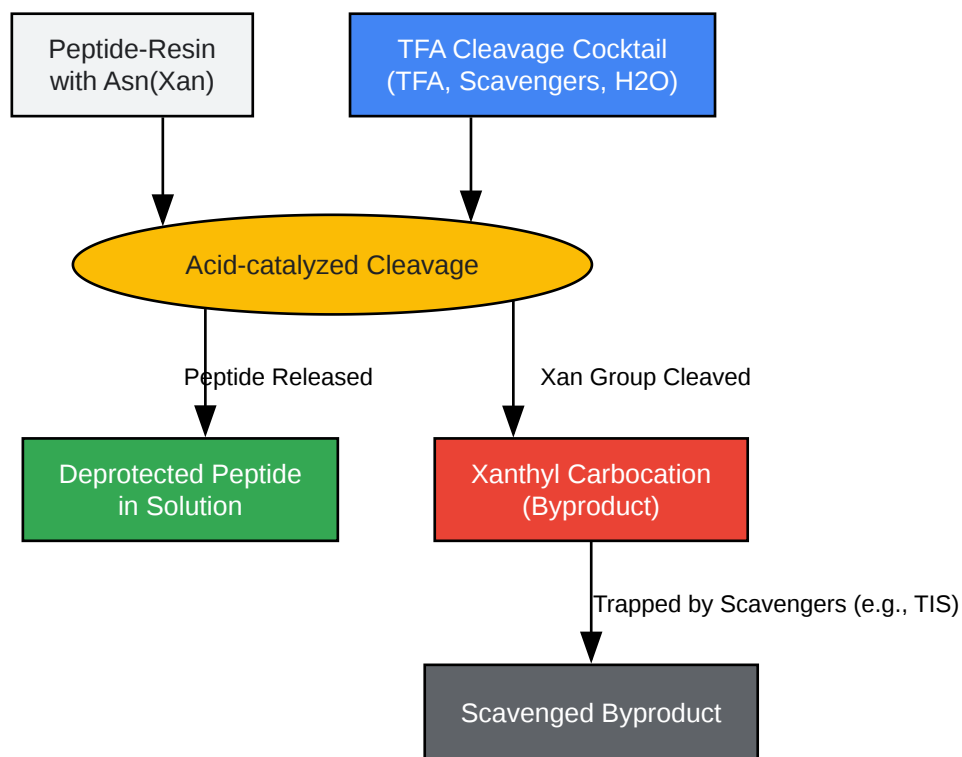 Peptide-Resin
with Asn(Xan)
TFA Cleavage Cocktail
(TFA, Scavengers, H2O)
Acid-catalyzed Cleavage
Peptide Released
Xan Group Cleaved
Deprotected Peptide
in Solution
Xanthyl Carbocation
(Byproduct)
Trapped by Scavengers (e.g., TIS)
Scavenged Byproduct